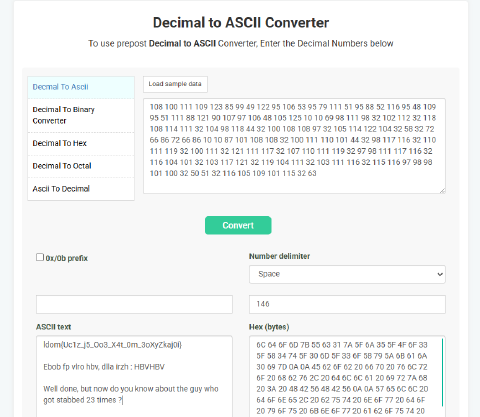 Decimal to ASCII Converter
To use prepost Decimal to ASCII Converter, Enter the Decimal Numbers below
Decmal To Ascii
Decimal To Binary
Converter
Decimal To Hex
Decimal To Octal
Ascii To Decimal
Load sample data
108 100 111 109 123 85 99 49 122 95 106 53 95 79 111 51 95 88 52 116 95 48 109
95 51 111 88 121 90 107 97 106 48 105 125 10 10 69 98 111 98 32 102 112 32 118
108 114 111 32 104 98 118 44 32 100 108 108 97 32 105 114 122 104 32 58 32 72
66 86 72 66 86 10 10 87 101 108 108 32 100 111 110 101 44 32 98 117 116 32 110
111 119 32 100 111 32 121 111 117 32 107 110 111 119 32 97 98 111 117 116 32
116 104 101 32 103 117 121 32 119 104 111 32 103 111 116 32 115 116 97 98 98
101 100 32 50 51 32 116 105 109 101 115 32 63
Convert
0x/0b prefix
Number delimiter
Space
146
ASCII text
ldom{Uc1z_j5_Oo3_X4t_0m_3oXyZkaj0i}
Ebob fp vlro hbv, dlla irzh : HBVHBV
Well done, but now do you know about the guy who
got stabbed 23 times ?
Hex (bytes)
6C 64 6F 6D 7B 55 63 31 7A 5F 6A 35 5F 4F 6F 33
5F 58 34 74 5F 30 6D 5F 33 6F 58 79 5A 6B 61 6A
30 69 7D 0A 0A 45 62 6F 62 20 66 70 20 76 6C 72
6F 20 68 62 76 2C 20 64 6C 6C 61 20 69 72 7A 68
20 3A 20 48 42 56 48 42 56 0A 0A 57 65 6C 6C 20
64 6F 6E 65 2C 20 62 75 74 20 6E 6F 77 20 64 6F
20 79 6F 75 20 6B 6E 6F 77 20 61 62 6F 75 74 20